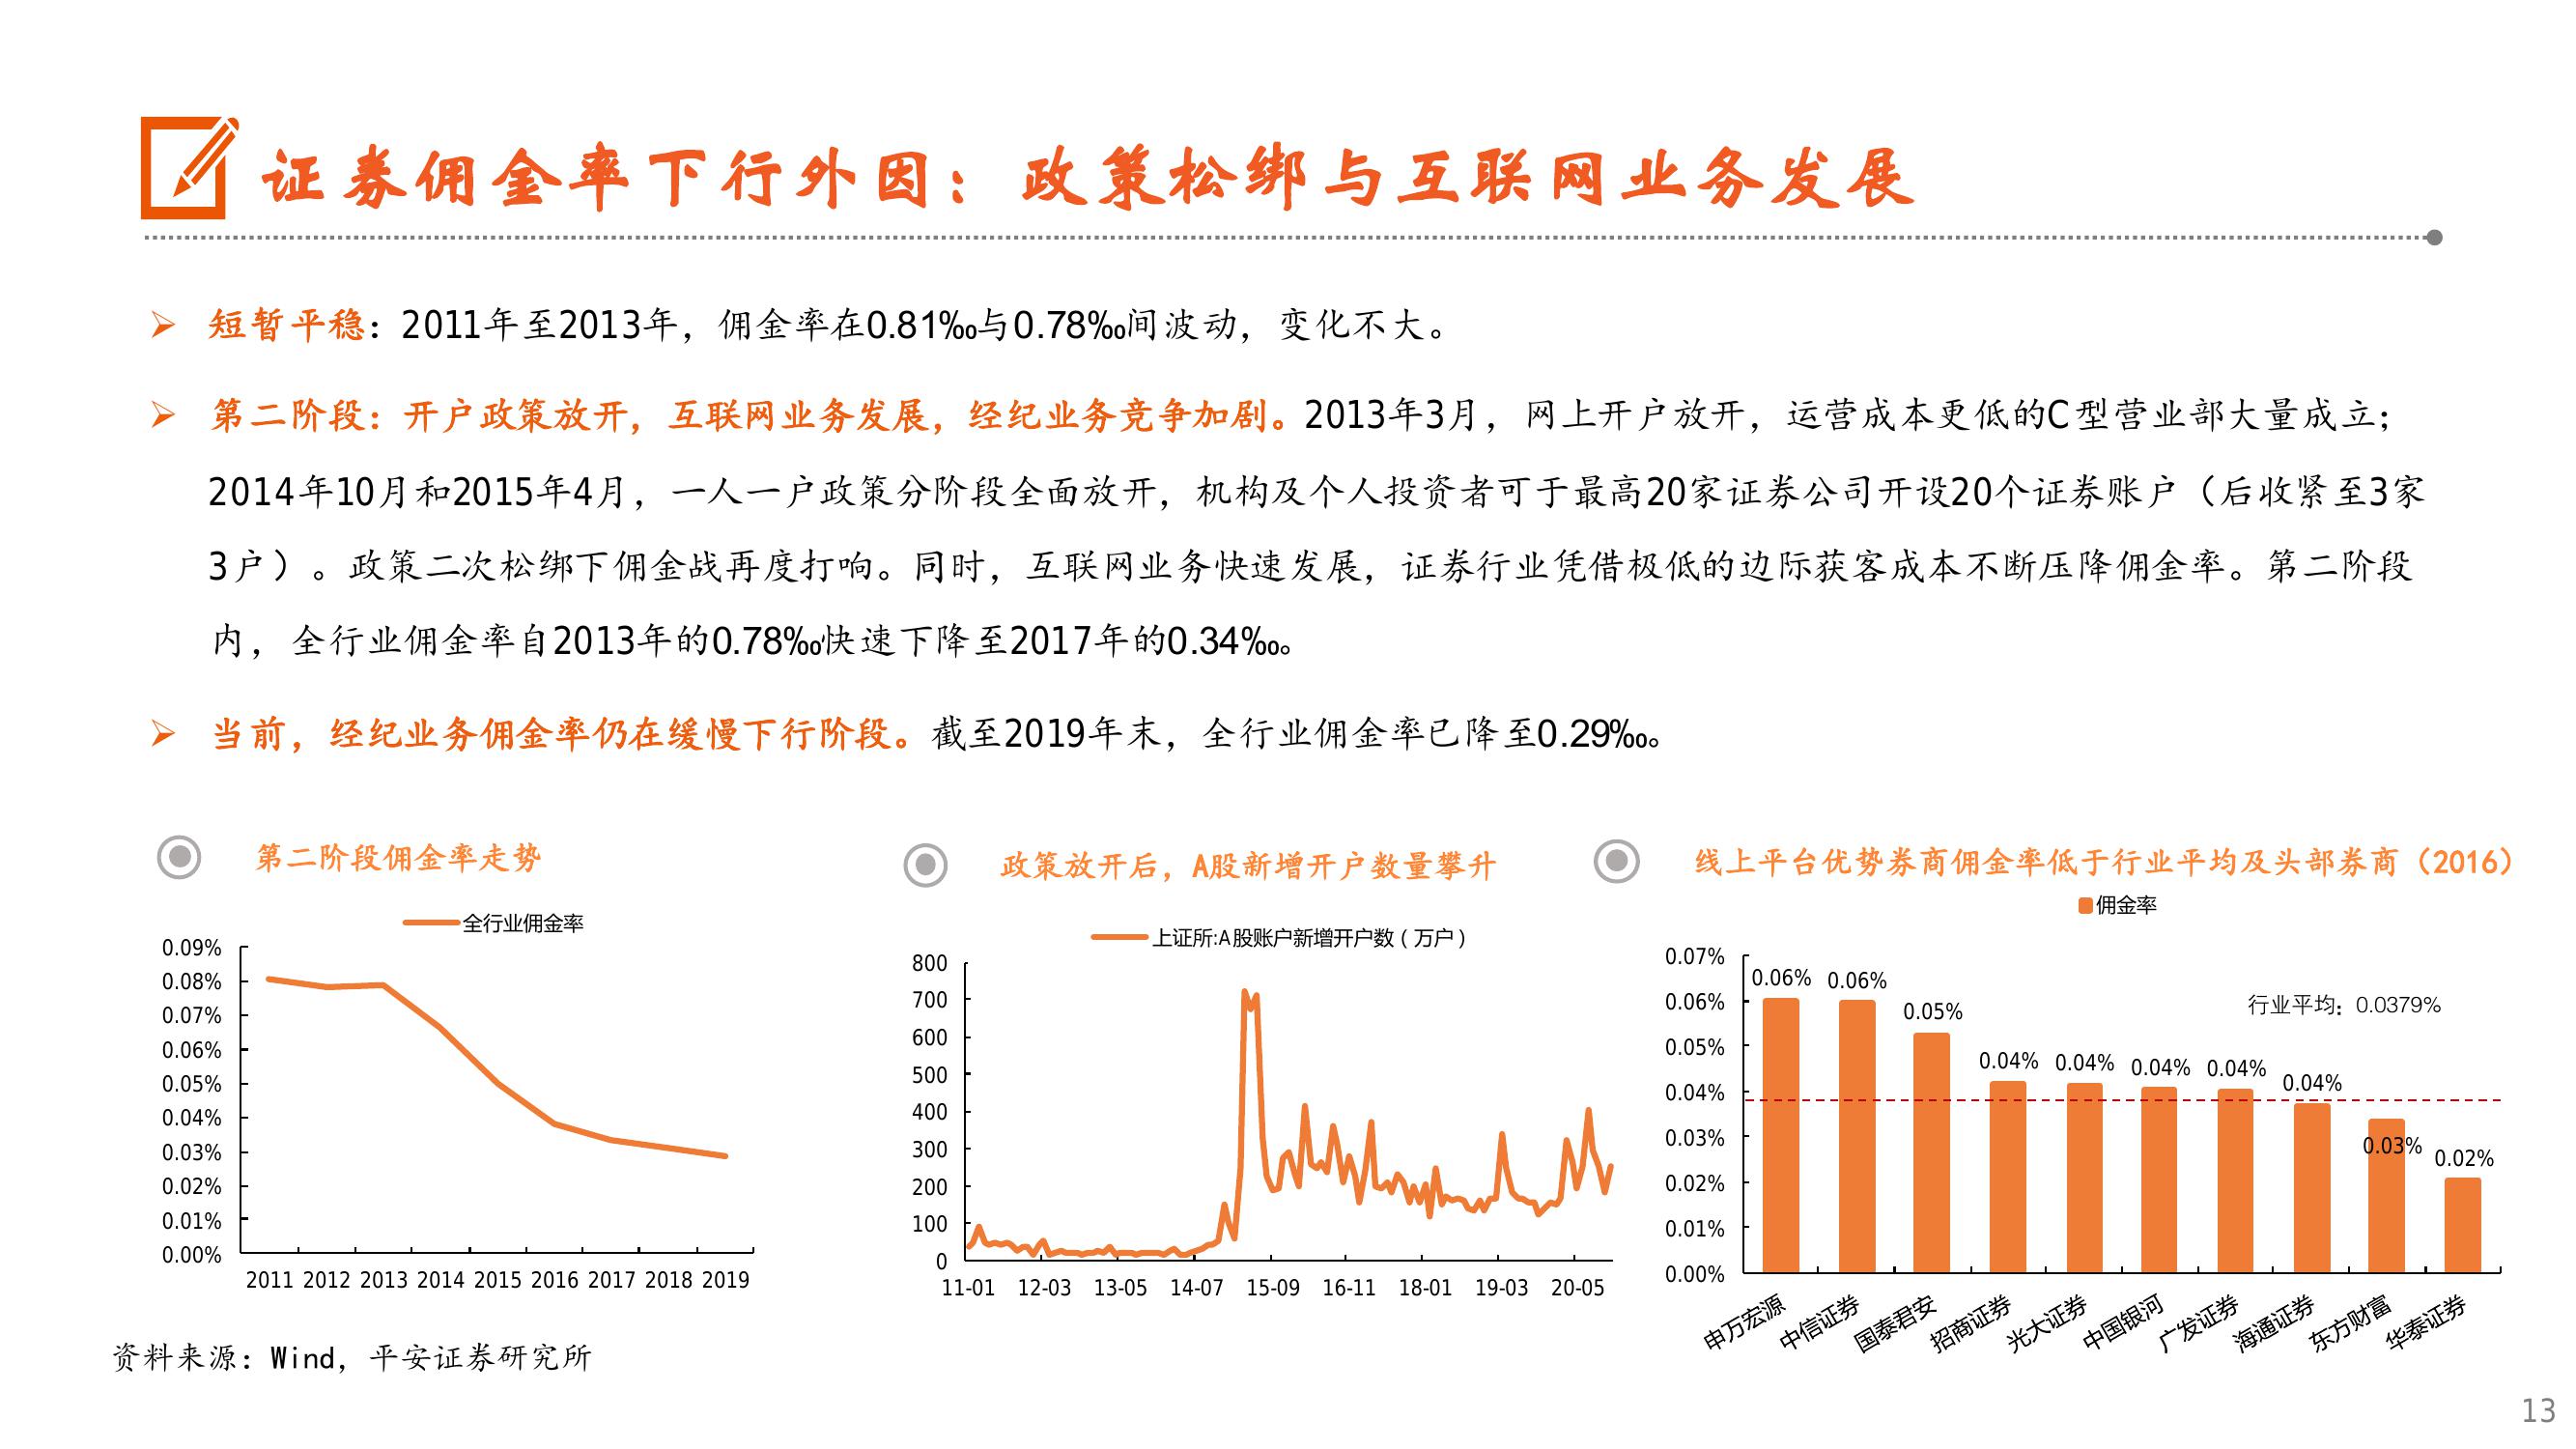 证券佣金率下行外因：政策松绑与互联网业务发展
短暂平稳：2011年至2013年，佣金率在0.81‰与0.78‰间波动，变化不大。
第二阶段：开户政策放开，互联网业务发展，经纪业务竞争加剧。2013年3月，网上开户放开，运营成本更低的C型营业部大量成立；
2014年10月和2015年4月，一人一户政策分阶段全面放开，机构及个人投资者可于最高20家证券公司开设20个证券账户（后收紧至3家
3户）。政策二次松绑下佣金战再度打响。同时，互联网业务快速发展，证券行业凭借极低的边际获客成本不断压降佣金率。第二阶段
内，全行业佣金率自2013年的0.78‰快速下降至2017年的0.34‰。
当前，经纪业务佣金率仍在缓慢下行阶段。截至2019年末，全行业佣金率已降至0.29‰。
第二阶段佣金率走势
全行业佣金率
0.09%
0.08%
0.07%
0.06%
0.05%
0.04%
0.03%
0.02%
0.01%
0.00%
2011 2012 2013 2014 2015 2016 2017 2018 2019
政策放开后，A股新增开户数量攀升
上证所:A股账户新增开户数（万户）
800
700
600
500
400
300
200
100
0
11-01 12-03 13-05 14-07 15-09 16-11 18-01 19-03 20-05
线上平台优势券商佣金率低于行业平均及头部券商（2016）
佣金率
0.07%
0.06%
0.05%
0.04%
0.03%
0.02%
0.01%
0.00%
0.06% 0.06% 0.05% 0.04% 0.04% 0.04% 0.04% 0.04% 0.03% 0.02%
行业平均：0.0379%
申万宏源 中信证券 国泰君安 招商证券 光大证券 中国银河 广发证券 海通证券 东方财富 华泰证券
资料来源：Wind，平安证券研究所
13